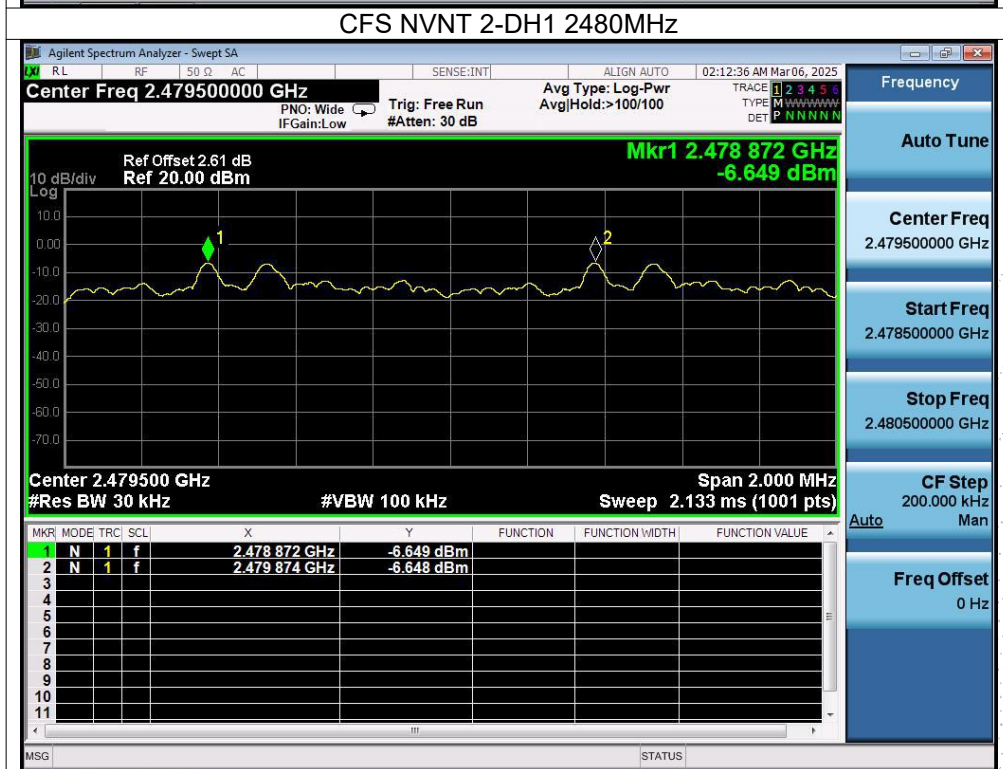 CFS NVNT 2-DH1 2480MHz
Agilent Spectrum Analyzer - Swept SA
LXI RL RF 50 Ω AC SENSE:INT ALIGN AUTO 02:12:36 AM Mar 06, 2025
Center Freq 2.479500000 GHz
PNO: Wide
IFGain:Low
Trig: Free Run
#Atten: 30 dB
Avg Type: Log-Pwr
Avg|Hold:>100/100
TRACE 1 2 3 4 5 6
TYPE M WWWWW
DET P N N N N N
Mkr1 2.478 872 GHz
-6.649 dBm
Ref Offset 2.61 dB
10 dB/div Ref 20.00 dBm
Log
10.0
0.00
-10.0
-20.0
-30.0
-40.0
-50.0
-60.0
-70.0
1
2
Center 2.479500 GHz Span 2.000 MHz
#Res BW 30 kHz #VBW 100 kHz Sweep 2.133 ms (1001 pts)
MKR MODE TRC SCL X Y FUNCTION FUNCTION WIDTH FUNCTION VALUE
1 N 1 f 2.478 872 GHz -6.649 dBm
2 N 1 f 2.479 874 GHz -6.648 dBm
3
4
5
6
7
8
9
10
11
MSG STATUS
Frequency
Auto Tune
Center Freq
2.479500000 GHz
Start Freq
2.478500000 GHz
Stop Freq
2.480500000 GHz
CF Step
200.000 kHz
Auto Man
Freq Offset
0 Hz